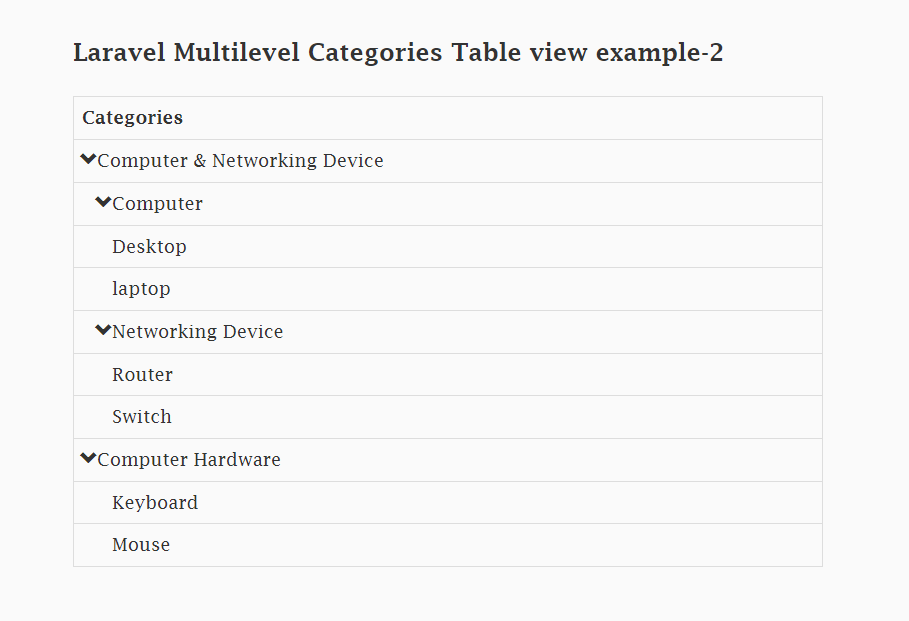 Laravel Multilevel Categories Table view example-2
Categories
Computer & Networking Device
Computer
Desktop
laptop
Networking Device
Router
Switch
Computer Hardware
Keyboard
Mouse